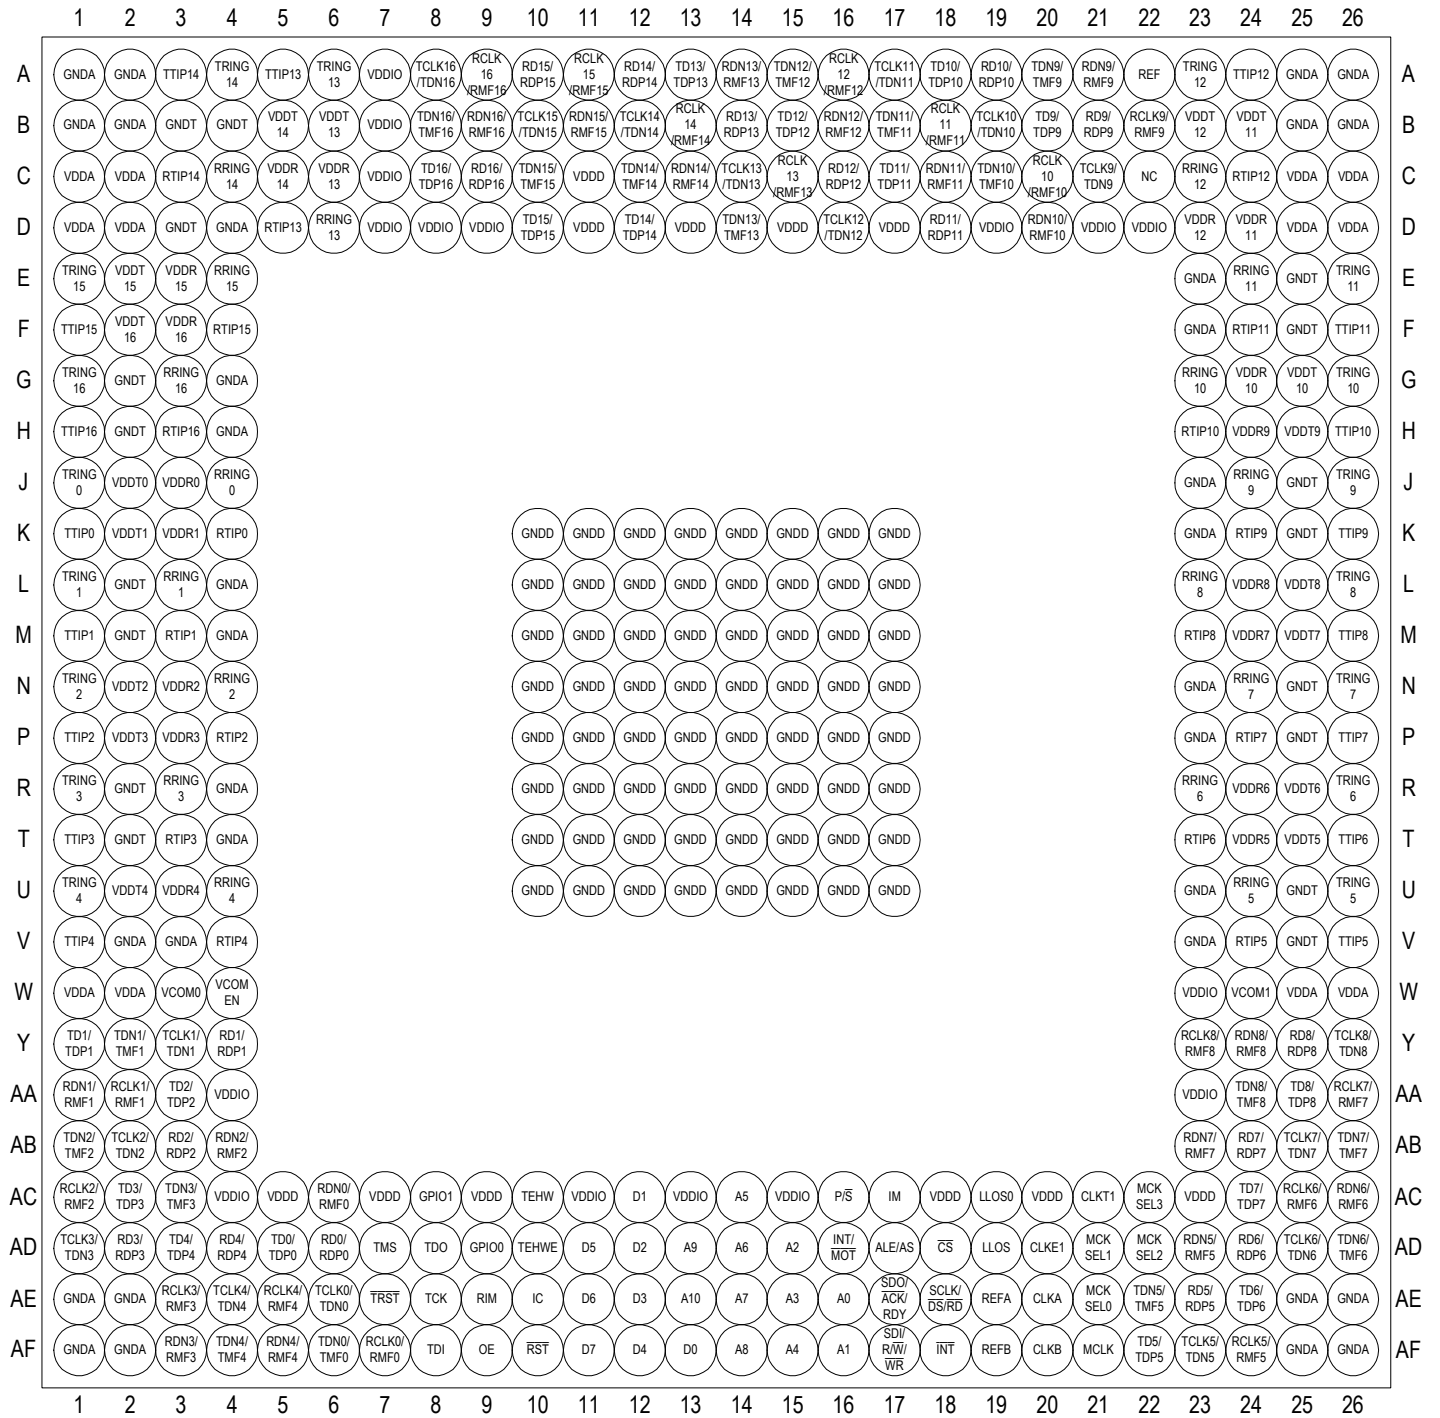 1 2 3 4 5 6 7 8 9 10 11 12 13 14 15 16 17 18 19 20 21 22 23 24 25 26
A GNDA GNDA TTIP14 TRING 14 TTIP13 TRING 13 VDDIO TCLK16 /TDN16 RCLK 16 /RMF16 RD15/ RDP15 RCLK 15 /RMF15 RD14/ RDP14 TD13/ TDP13 RDN13/ RMF13 TDN12/ TMF12 RCLK 12 /RMF12 TCLK11 /TDN11 TD10/ TDP10 RD10/ RDP10 TDN9/ TMF9 RDN9/ RMF9 REF TRING 12 TTIP12 GNDA GNDA A
B GNDA GNDA GNDT GNDT VDDT 14 VDDT 13 VDDIO TDN16/ TMF16 RDN16/ RMF16 TCLK15 /TDN15 RDN15/ RMF15 TCLK14 /TDN14 RCLK 14 /RMF14 RD13/ RDP13 TD12/ TDP12 RDN12/ RMF12 TDN11/ TMF11 RCLK 11 /RMF11 TCLK10 /TDN10 TD9/ TDP9 RD9/ RDP9 RCLK9/ RMF9 VDDT 12 VDDT 11 GNDA GNDA B
C VDDA VDDA RTIP14 RRING 14 VDDR 14 VDDR 13 VDDIO TD16/ TDP16 RD16/ RDP16 TDN15/ TMF15 VDDD TDN14/ TMF14 RDN14/ RMF14 TCLK13 /TDN13 RCLK 13 /RMF13 RD12/ RDP12 TD11/ TDP11 RDN11/ RMF11 TDN10/ TMF10 RCLK 10 /RMF10 TCLK9/ TDN9 NC RRING 12 RTIP12 VDDA VDDA C
D VDDA VDDA GNDT GNDA RTIP13 RRING 13 VDDIO VDDIO VDDIO TD15/ TDP15 VDDD TD14/ TDP14 VDDD TDN13/ TMF13 VDDD TCLK12 /TDN12 VDDD RD11/ RDP11 VDDIO RDN10/ RMF10 VDDIO VDDIO VDDR 12 VDDR 11 VDDA VDDA D
E TRING 15 VDDT 15 VDDR 15 RRING 15 GNDA RRING 11 GNDT TRING 11 E
F TTIP15 VDDT 16 VDDR 16 RTIP15 GNDA RTIP11 GNDT TTIP11 F
G TRING 16 GNDT RRING 16 GNDA RRING 10 VDDR 10 VDDT 10 TRING 10 G
H TTIP16 GNDT RTIP16 GNDA RTIP10 VDDR9 VDDT9 TTIP10 H
J TRING 0 VDDT0 VDDR0 RRING 0 GNDA RRING 9 GNDT TRING 9 J
K TTIP0 VDDT1 VDDR1 RTIP0 GNDD GNDD GNDD GNDD GNDD GNDD GNDD GNDD GNDA RTIP9 GNDT TTIP9 K
L TRING 1 GNDT RRING 1 GNDA GNDD GNDD GNDD GNDD GNDD GNDD GNDD GNDD RRING 8 VDDR8 VDDT8 TRING 8 L
M TTIP1 GNDT RTIP1 GNDA GNDD GNDD GNDD GNDD GNDD GNDD GNDD GNDD RTIP8 VDDR7 VDDT7 TTIP8 M
N TRING 2 VDDT2 VDDR2 RRING 2 GNDD GNDD GNDD GNDD GNDD GNDD GNDD GNDD GNDA RRING 7 GNDT TRING 7 N
P TTIP2 VDDT3 VDDR3 RTIP2 GNDD GNDD GNDD GNDD GNDD GNDD GNDD GNDD GNDA RTIP7 GNDT TTIP7 P
R TRING 3 GNDT RRING 3 GNDA GNDD GNDD GNDD GNDD GNDD GNDD GNDD GNDD RRING 6 VDDR6 VDDT6 TRING 6 R
T TTIP3 GNDT RTIP3 GNDA GNDD GNDD GNDD GNDD GNDD GNDD GNDD GNDD RTIP6 VDDR5 VDDT5 TTIP6 T
U TRING 4 VDDT4 VDDR4 RRING 4 GNDD GNDD GNDD GNDD GNDD GNDD GNDD GNDD GNDA RRING 5 GNDT TRING 5 U
V TTIP4 GNDA GNDA RTIP4 GNDA RTIP5 GNDT TTIP5 V
W VDDA VDDA VCOM0 VCOM EN VDDIO VCOM1 VDDA VDDA W
Y TD1/ TDP1 TDN1/ TMF1 TCLK1/ TDN1 RD1/ RDP1 RCLK8/ RMF8 RDN8/ RMF8 RD8/ RDP8 TCLK8/ TDN8 Y
AA RDN1/ RMF1 RCLK1/ RMF1 TD2/ TDP2 VDDIO VDDIO TDN8/ TMF8 TD8/ TDP8 RCLK7/ RMF7 AA
AB TDN2/ TMF2 TCLK2/ TDN2 RD2/ RDP2 RDN2/ RMF2 RDN7/ RMF7 RD7/ RDP7 TCLK7/ TDN7 TDN7/ TMF7 AB
AC RCLK2/ RMF2 TD3/ TDP3 TDN3/ TMF3 VDDIO VDDD RDN0/ RMF0 VDDD GPIO1 VDDD TEHW VDDIO D1 VDDIO A5 VDDIO P/S̅ IM VDDD LLOS0 VDDD CLKT1 MCK SEL3 VDDD TD7/ TDP7 RCLK6/ RMF6 RDN6/ RMF6 AC
AD TCLK3/ TDN3 RD3/ RDP3 TD4/ TDP4 RD4/ RDP4 TD0/ TDP0 RD0/ RDP0 TMS TDO GPIO0 TEHWE D5 D2 A9 A6 A2 INT/ M̅O̅T̅ ALE/AS C̅S̅ LLOS CLKE1 MCK SEL1 MCK SEL2 RDN5/ RMF5 RD6/ RDP6 TCLK6/ TDN6 TDN6/ TMF6 AD
AE GNDA GNDA RCLK3/ RMF3 TCLK4/ TDN4 RCLK4/ RMF4 TCLK0/ TDN0 T̅R̅S̅T̅ TCK RIM IC D6 D3 A10 A7 A3 A0 SDO/ A̅C̅K̅/ RDY SCLK/ D̅S̅/R̅D̅ REFA CLKA MCK SEL0 TDN5/ TMF5 RD5/ RDP5 TD6/ TDP6 GNDA GNDA AE
AF GNDA GNDA RDN3/ RMF3 TDN4/ TMF4 RDN4/ RMF4 TDN0/ TMF0 RCLK0/ RMF0 TDI OE R̅S̅T̅ D7 D4 D0 A8 A4 A1 SDI/ R/W̅/ W̅R̅ I̅N̅T̅ REFB CLKB MCLK TD5/ TDP5 TCLK5/ TDN5 RCLK5/ RMF5 GNDA GNDA AF
1 2 3 4 5 6 7 8 9 10 11 12 13 14 15 16 17 18 19 20 21 22 23 24 25 26